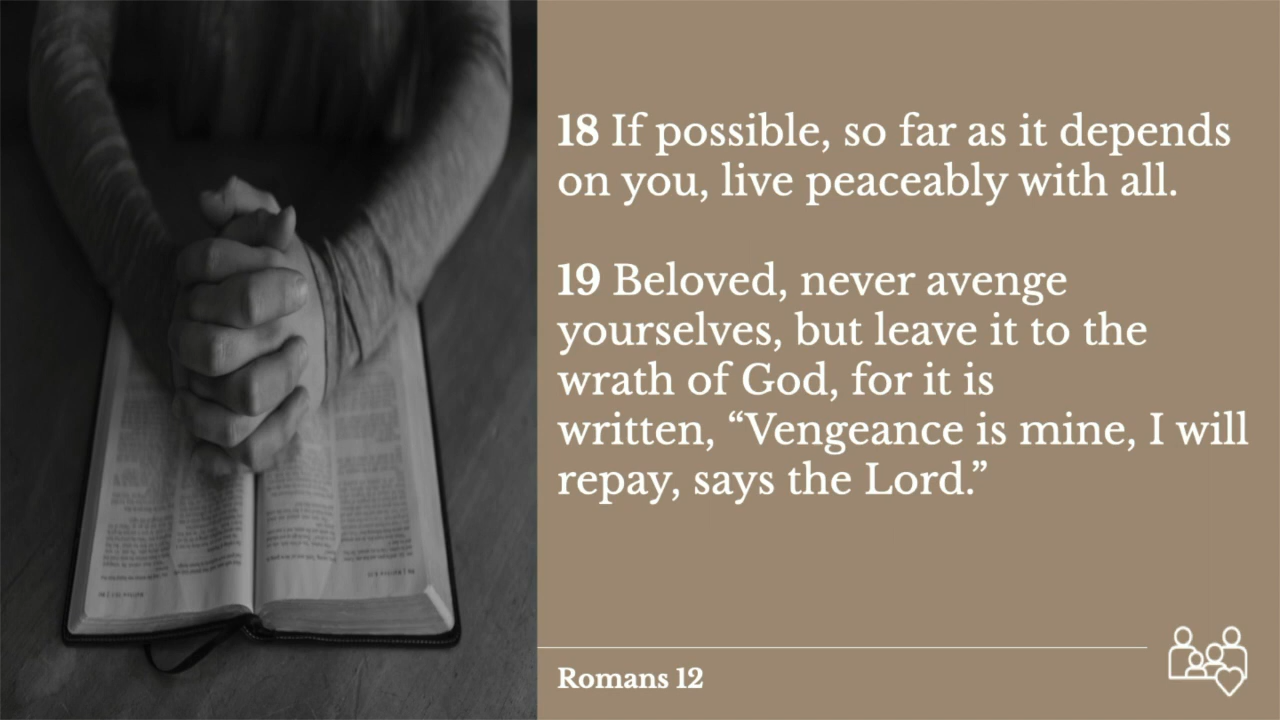 18 If possible, so far as it depends
on you, live peaceably with all.
19 Beloved, never avenge
yourselves, but leave it to the
wrath of God, for it is
written, “Vengeance is mine, I will
repay, says the Lord.”
Romans 12